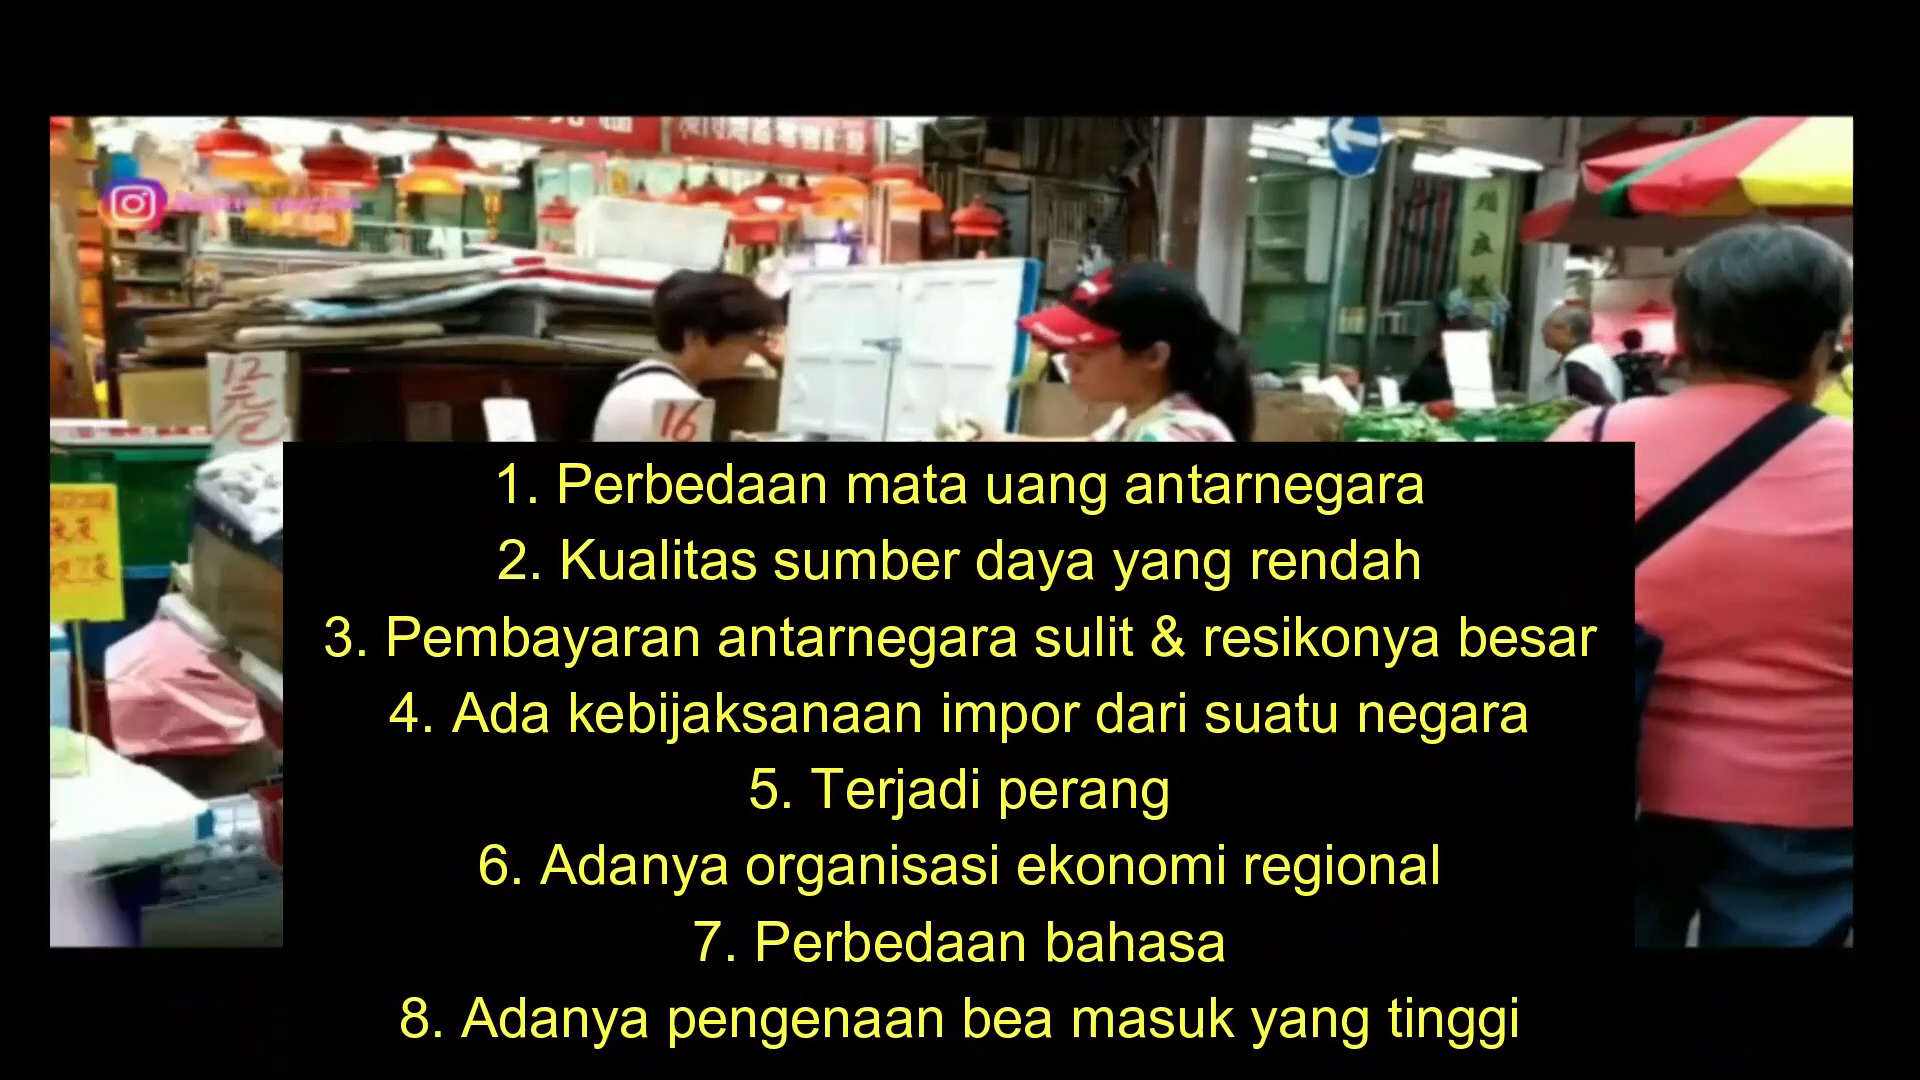 12
元
16
1. Perbedaan mata uang antarnegara
2. Kualitas sumber daya yang rendah
3. Pembayaran antarnegara sulit & resikonya besar
4. Ada kebijaksanaan impor dari suatu negara
5. Terjadi perang
6. Adanya organisasi ekonomi regional
7. Perbedaan bahasa
8. Adanya pengenaan bea masuk yang tinggi